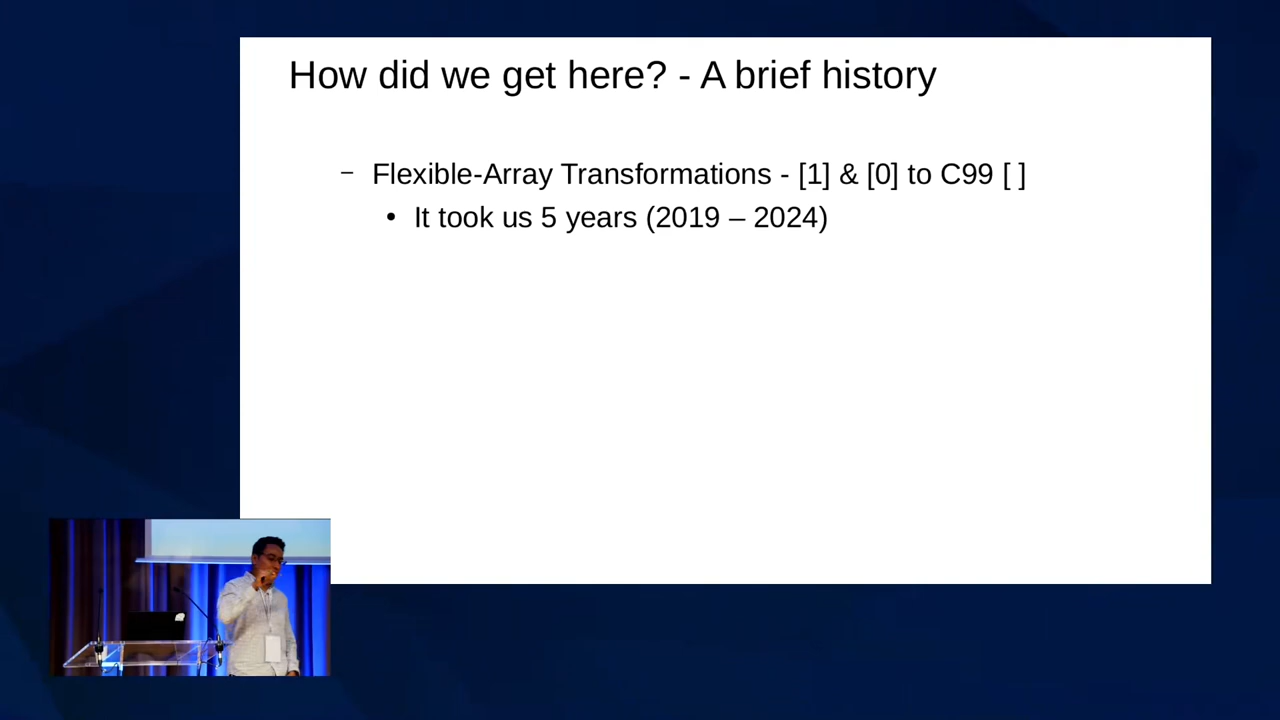 How did we get here? - A brief history
– Flexible-Array Transformations - [1] & [0] to C99 [ ]
• It took us 5 years (2019 – 2024)